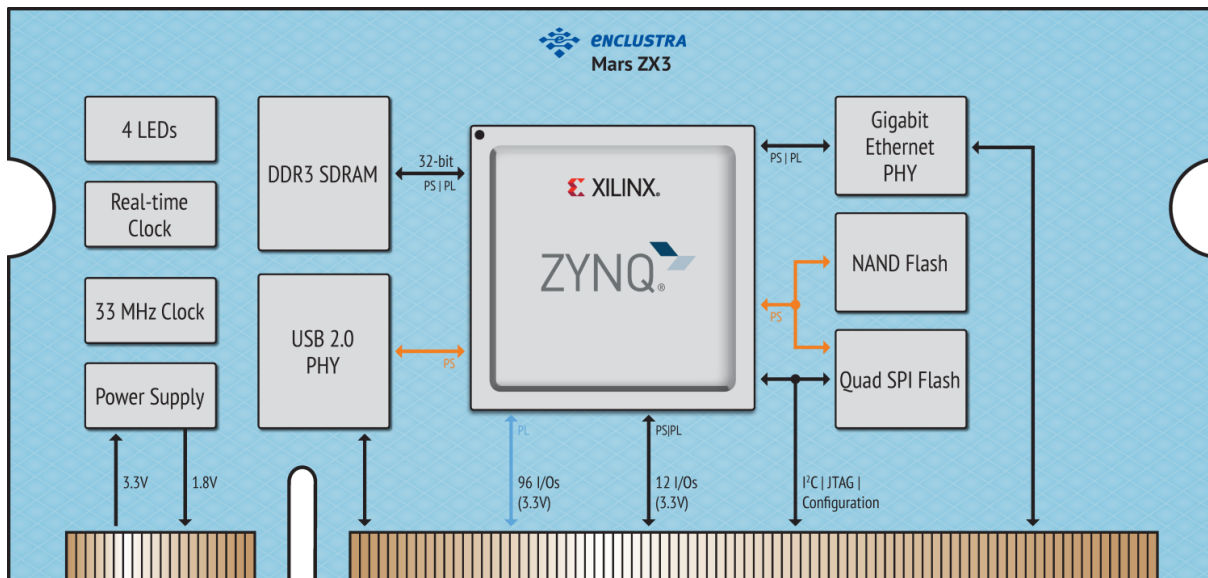 enclustra
Mars ZX3
4 LEDs
Real-time
Clock
33 MHz Clock
Power Supply
3.3V
1.8V
DDR3 SDRAM
32-bit
PS | PL
USB 2.0
PHY
PS
XILINX®
ZYNQ®
PS | PL
Gigabit
Ethernet
PHY
NAND Flash
PS
Quad SPI Flash
PL
96 I/Os
(3.3V)
PS|PL
12 I/Os
(3.3V)
I²C | JTAG |
Configuration